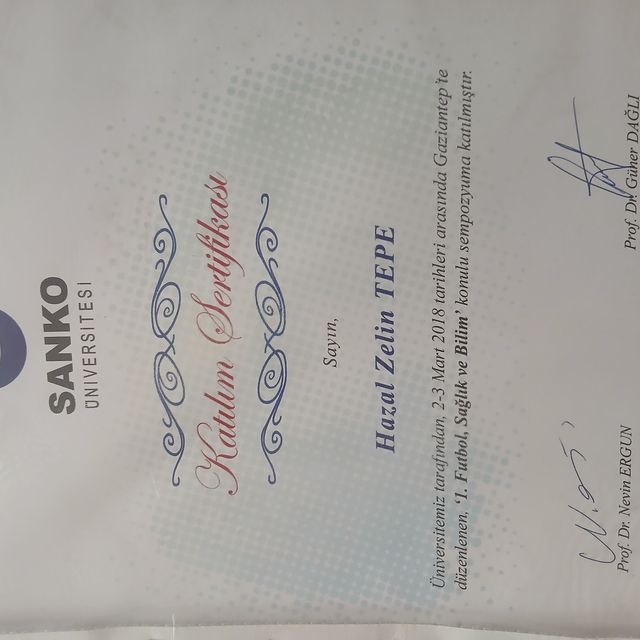 SANKO
ÜNİVERSİTESİ
Katılım Sertifikası
Sayın,
Hazal Zelin TEPE
Üniversitemiz tarafından, 2-3 Mart 2018 tarihleri arasında Gaziantep'te
düzenlenen, ‘1. Futbol, Sağlık ve Bilim’ konulu sempozyuma katılmıştır.
Prof. Dr. Nevin ERGUN
Prof. Dr. Güner DAĞLI